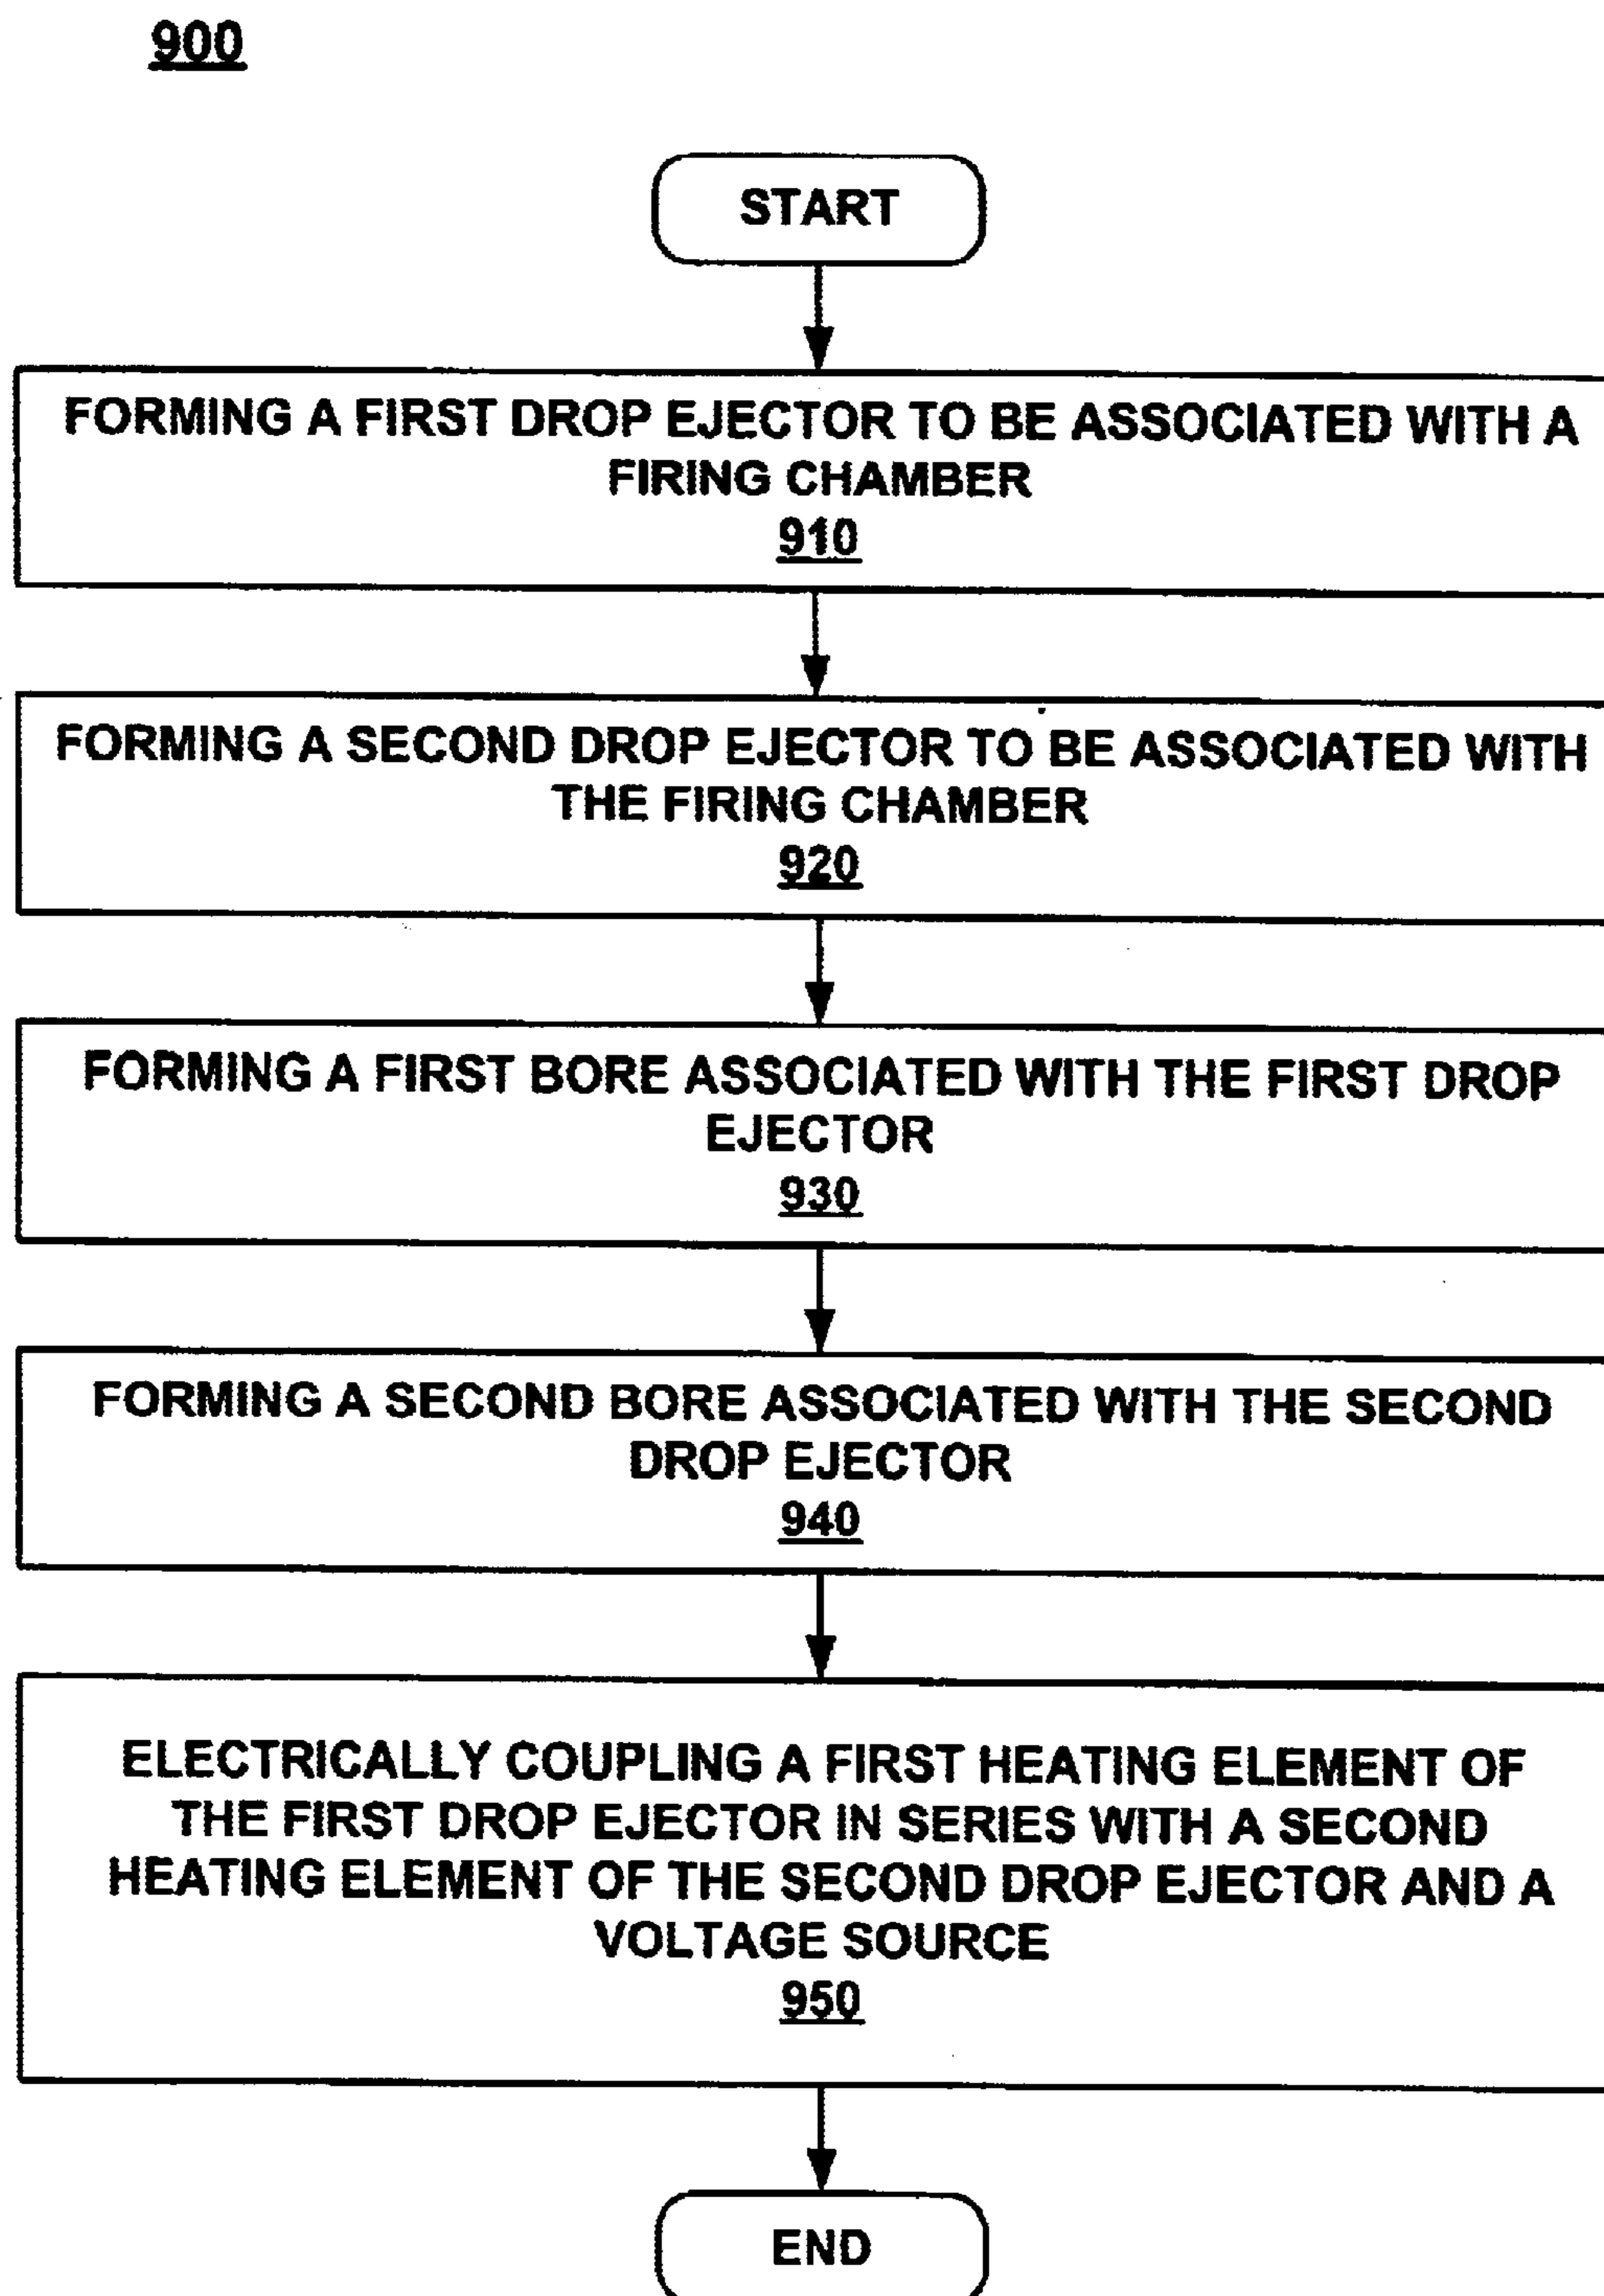 900
START
FORMING A FIRST DROP EJECTOR TO BE ASSOCIATED WITH A
FIRING CHAMBER
910
FORMING A SECOND DROP EJECTOR TO BE ASSOCIATED WITH
THE FIRING CHAMBER
920
FORMING A FIRST BORE ASSOCIATED WITH THE FIRST DROP
EJECTOR
930
FORMING A SECOND BORE ASSOCIATED WITH THE SECOND
DROP EJECTOR
940
ELECTRICALLY COUPLING A FIRST HEATING ELEMENT OF
THE FIRST DROP EJECTOR IN SERIES WITH A SECOND
HEATING ELEMENT OF THE SECOND DROP EJECTOR AND A
VOLTAGE SOURCE
950
END